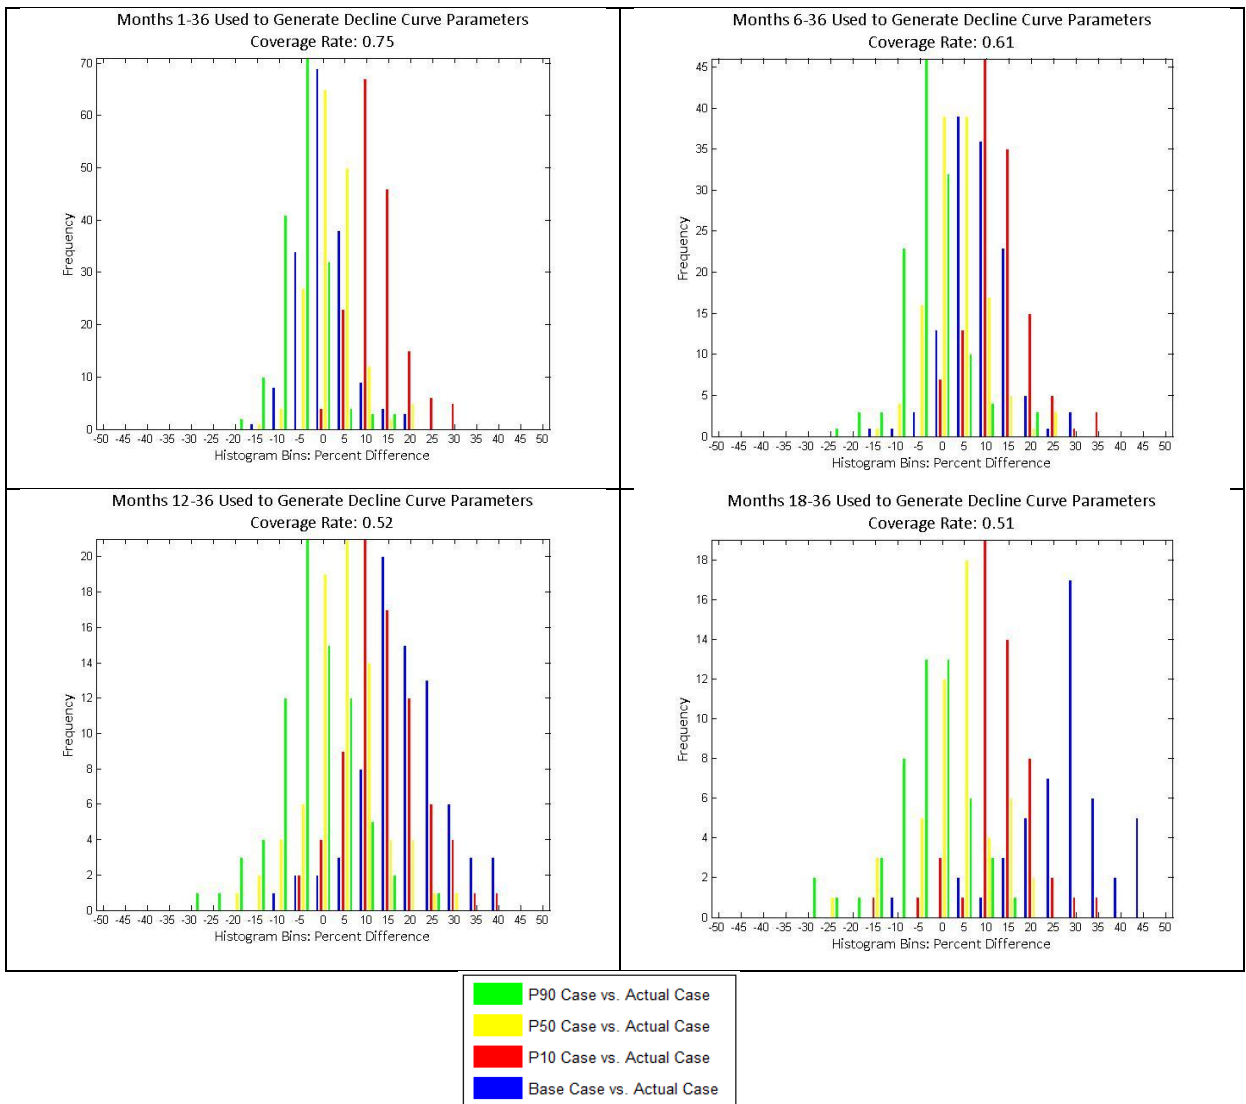 Months 1-36 Used to Generate Decline Curve Parameters
Coverage Rate: 0.75
70
60
50
40
30
20
10
0
Frequency
-50 -45 -40 -35 -30 -25 -20 -15 -10 -5 0 5 10 15 20 25 30 35 40 45 50
Histogram Bins: Percent Difference
Months 6-36 Used to Generate Decline Curve Parameters
Coverage Rate: 0.61
45
40
35
30
25
20
15
10
5
0
Frequency
-50 -45 -40 -35 -30 -25 -20 -15 -10 -5 0 5 10 15 20 25 30 35 40 45 50
Histogram Bins: Percent Difference
Months 12-36 Used to Generate Decline Curve Parameters
Coverage Rate: 0.52
20
18
16
14
12
10
8
6
4
2
0
Frequency
-50 -45 -40 -35 -30 -25 -20 -15 -10 -5 0 5 10 15 20 25 30 35 40 45 50
Histogram Bins: Percent Difference
Months 18-36 Used to Generate Decline Curve Parameters
Coverage Rate: 0.51
18
16
14
12
10
8
6
4
2
0
Frequency
-50 -45 -40 -35 -30 -25 -20 -15 -10 -5 0 5 10 15 20 25 30 35 40 45 50
Histogram Bins: Percent Difference
P90 Case vs. Actual Case
P50 Case vs. Actual Case
P10 Case vs. Actual Case
Base Case vs. Actual Case